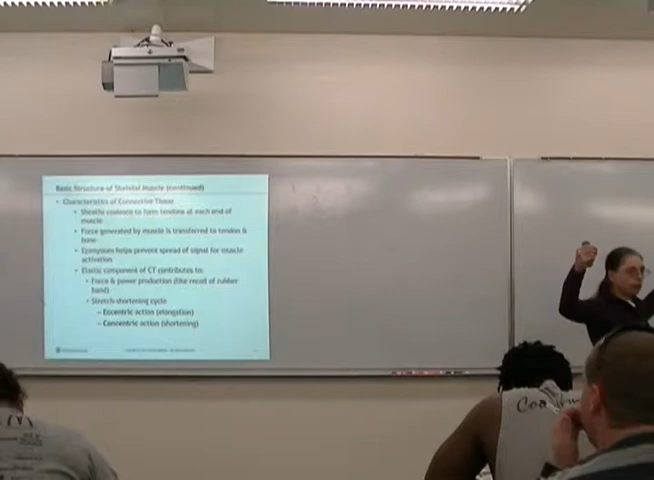 Basic Structure of Skeletal Muscle (continued)
• Characteristics of Connective Tissue
• Sheaths coalesce to form tendons at each end of
muscle
• Force generated by muscle is transferred to tendon &
bone
• Epimysium helps prevent spread of signal for muscle
activation
• Elastic component of CT contributes to:
• Force & power production (like recoil of rubber
band)
• Stretch-shortening cycle
– Eccentric action (elongation)
– Concentric action (shortening)